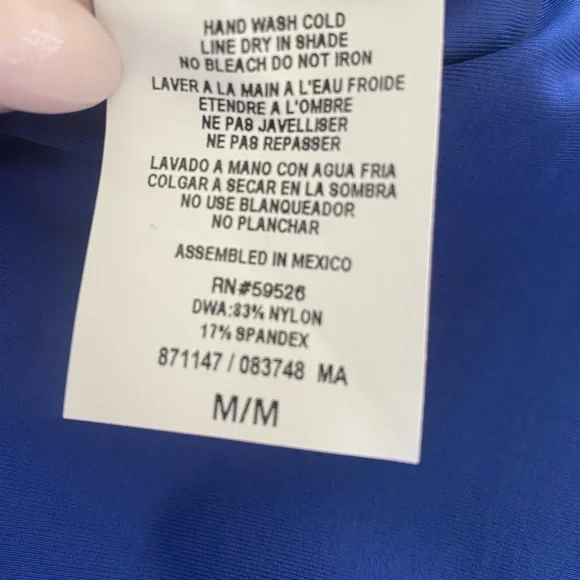 HAND WASH COLD
LINE DRY IN SHADE
NO BLEACH DO NOT IRON
LAVER A LA MAIN A L'EAU FROIDE
ETENDRE A L'OMBRE
NE PAS JAVELLISER
NE PAS REPASSER
LAVADO A MANO CON AGUA FRIA
COLGAR A SECAR EN LA SOMBRA
NO USE BLANQUEADOR
NO PLANCHAR
ASSEMBLED IN MEXICO
RN#59526
DWA:83% NYLON
17% SPANDEX
871147 / 083748 MA
M/M